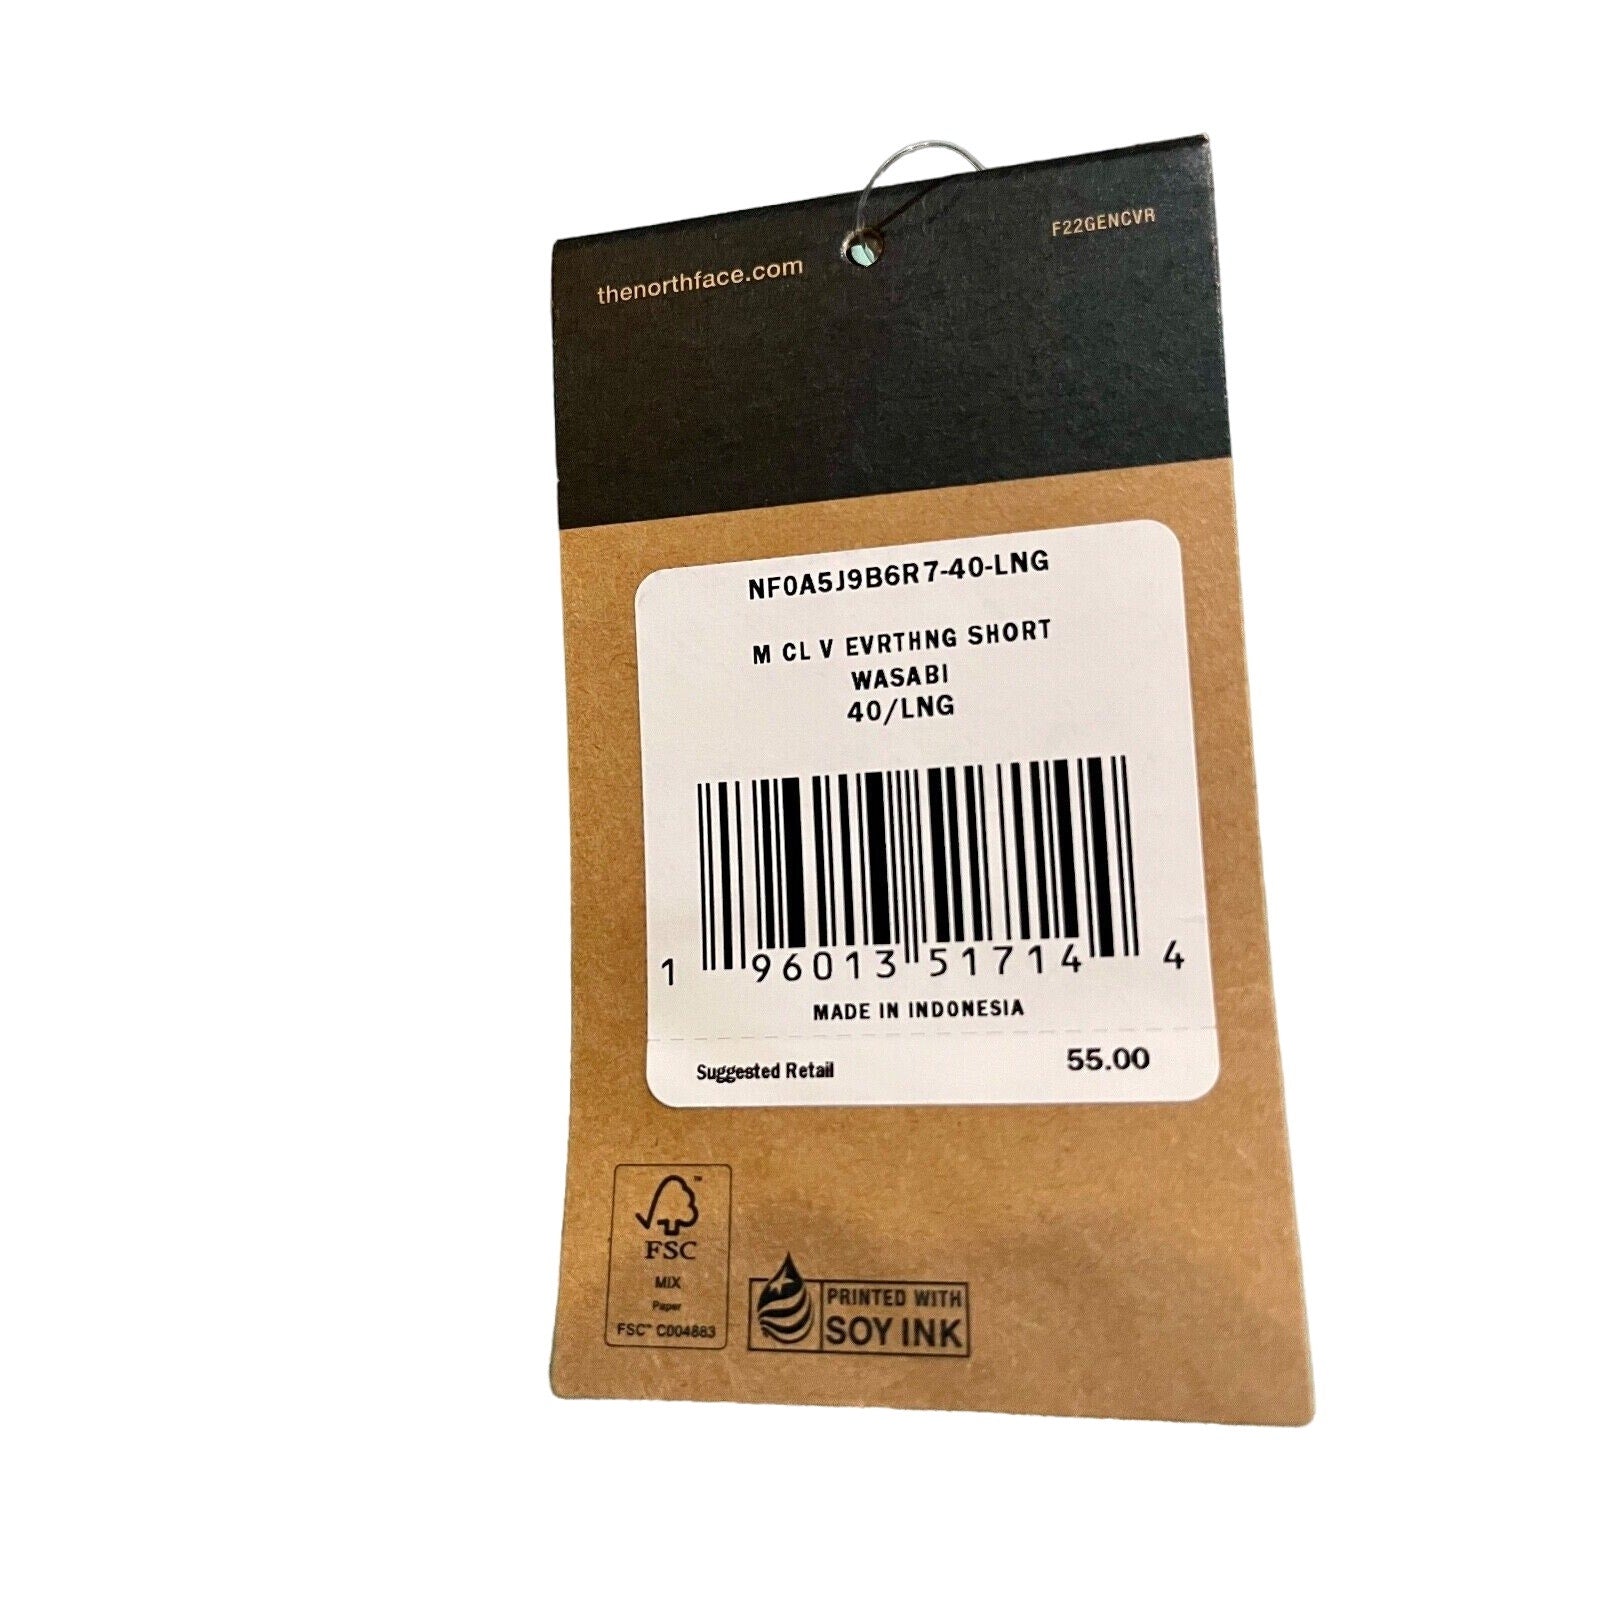 thenorthface.com
F22GENCVR
NF0A5J9B6R7-40-LNG
M CL V EVRTHNG SHORT
WASABI
40/LNG
1 96013 51714 4
MADE IN INDONESIA
Suggested Retail 55.00
FSC
MIX
Paper
FSC™ C004883
PRINTED WITH
SOY INK